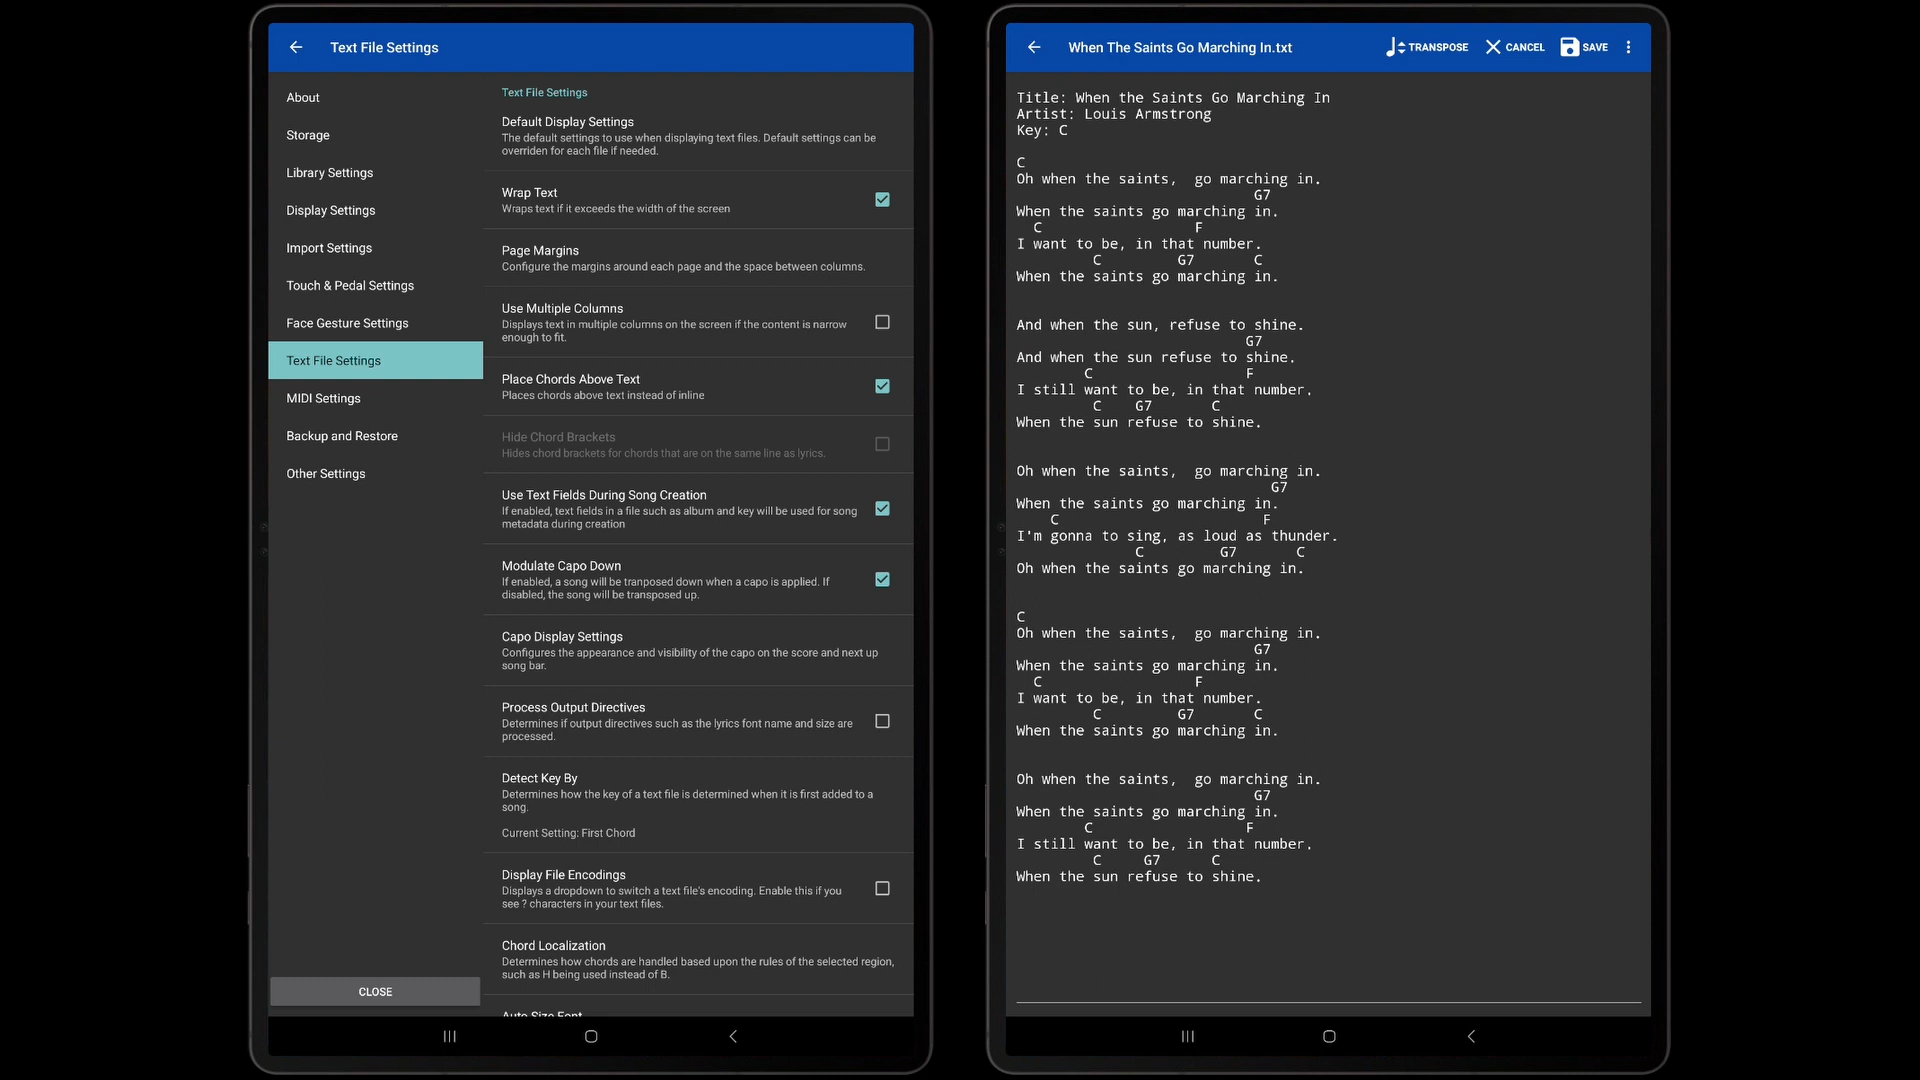 Text File Settings
About
Storage
Library Settings
Display Settings
Import Settings
Touch & Pedal Settings
Face Gesture Settings
Text File Settings
MIDI Settings
Backup and Restore
Other Settings
CLOSE
Text File Settings
Default Display Settings
The default settings to use when displaying text files. Default settings can be
overriden for each file if needed.
Wrap Text
Wraps text if it exceeds the width of the screen
Page Margins
Configure the margins around each page and the space between columns.
Use Multiple Columns
Displays text in multiple columns on the screen if the content is narrow
enough to fit.
Place Chords Above Text
Places chords above text instead of inline
Hide Chord Brackets
Hides chord brackets for chords that are on the same line as lyrics.
Use Text Fields During Song Creation
If enabled, text fields in a file such as album and key will be used for song
metadata during creation
Modulate Capo Down
If enabled, a song will be tranposed down when a capo is applied. If
disabled, the song will be transposed up.
Capo Display Settings
Configures the appearance and visibility of the capo on the score and next up
song bar.
Process Output Directives
Determines if output directives such as the lyrics font name and size are
processed.
Detect Key By
Determines how the key of a text file is determined when it is first added to a
song.
Current Setting: First Chord
Display File Encodings
Displays a dropdown to switch a text file's encoding. Enable this if you
see ? characters in your text files.
Chord Localization
Determines how chords are handled based upon the rules of the selected region,
such as H being used instead of B.
Auto Size Font
When The Saints Go Marching In.txt
TRANSPOSE
CANCEL
SAVE
Title: When the Saints Go Marching In
Artist: Louis Armstrong
Key: C
C
Oh when the saints,  go marching in.
G7
When the saints go marching in.
C F
I want to be, in that number.
C G7 C
When the saints go marching in.
And when the sun, refuse to shine.
G7
And when the sun refuse to shine.
C F
I still want to be, in that number.
C G7 C
When the sun refuse to shine.
Oh when the saints,  go marching in.
G7
When the saints go marching in.
C F
I'm gonna to sing, as loud as thunder.
C G7 C
Oh when the saints go marching in.
C
Oh when the saints,  go marching in.
G7
When the saints go marching in.
C F
I want to be, in that number.
C G7 C
When the saints go marching in.
Oh when the saints,  go marching in.
G7
When the saints go marching in.
C F
I still want to be, in that number.
C G7 C
When the sun refuse to shine.